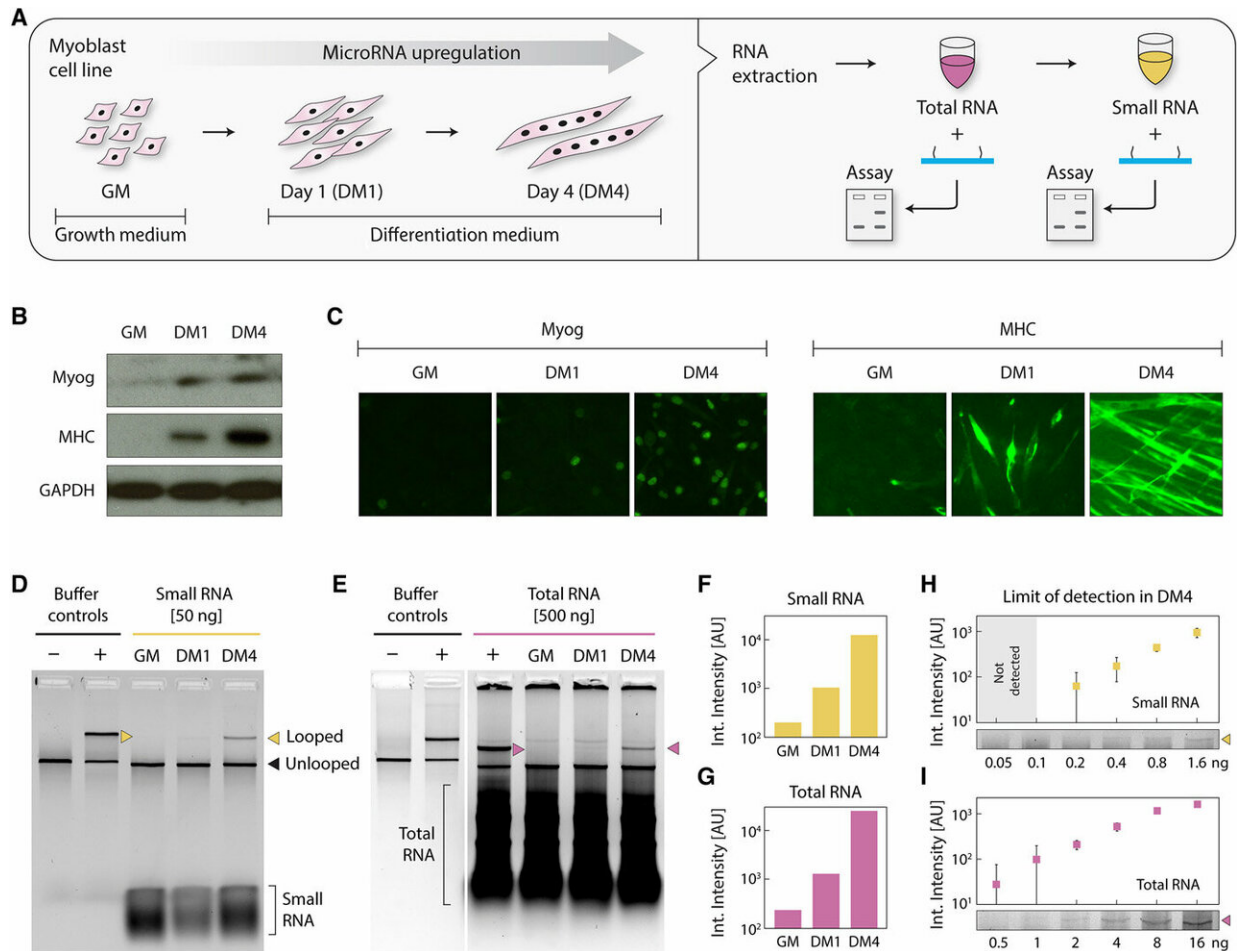 A
Myoblast
cell line
MicroRNA upregulation
GM
Day 1 (DM1)
Day 4 (DM4)
Growth medium
Differentiation medium
RNA
extraction
Total RNA
+
Assay
Small RNA
+
Assay
B
GM DM1 DM4
Myog
MHC
GAPDH
C
Myog
GM DM1 DM4
MHC
GM DM1 DM4
D
Buffer
controls
Small RNA
[50 ng]
− + GM DM1 DM4
Looped
Unlooped
Small
RNA
E
Buffer
controls
Total RNA
[500 ng]
− + + GM DM1 DM4
Total
RNA
F
Small RNA
Int. Intensity [AU]
10⁴
10³
10²
GM DM1 DM4
G
Total RNA
Int. Intensity [AU]
10⁴
10³
10²
GM DM1 DM4
H
Limit of detection in DM4
Int. Intensity [AU]
10³
10²
10¹
Not
detected
Small RNA
0.05 0.1 0.2 0.4 0.8 1.6 ng
I
Int. Intensity [AU]
10³
10²
10¹
Total RNA
0.5 1 2 4 8 16 ng